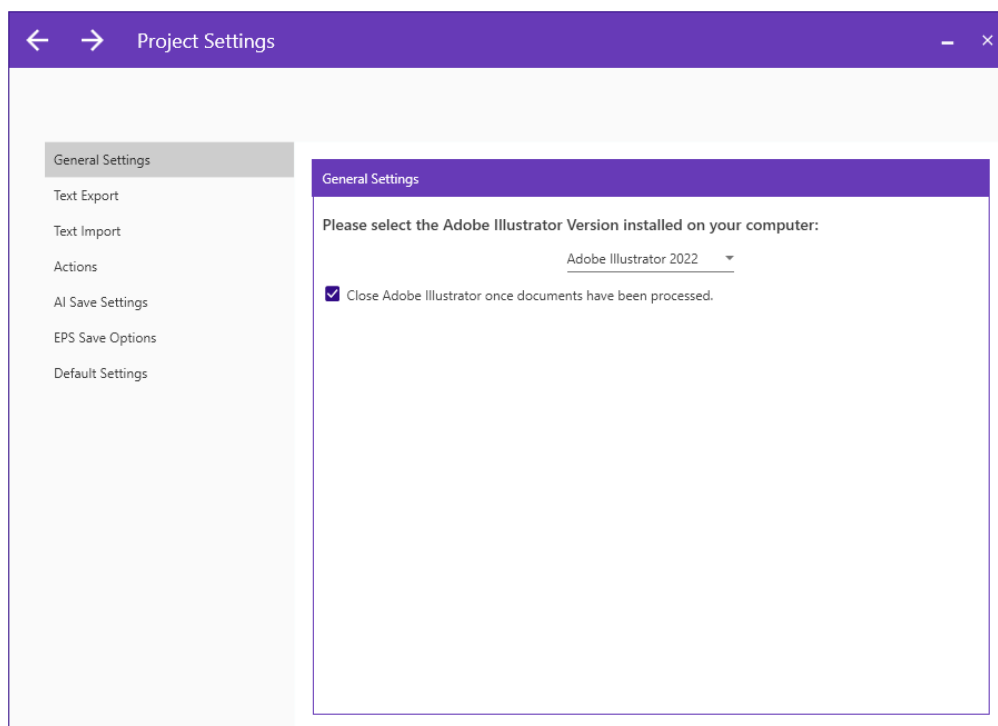 Project Settings
General Settings
Text Export
Text Import
Actions
AI Save Settings
EPS Save Options
Default Settings
General Settings
Please select the Adobe Illustrator Version installed on your computer:
Adobe Illustrator 2022
Close Adobe Illustrator once documents have been processed.